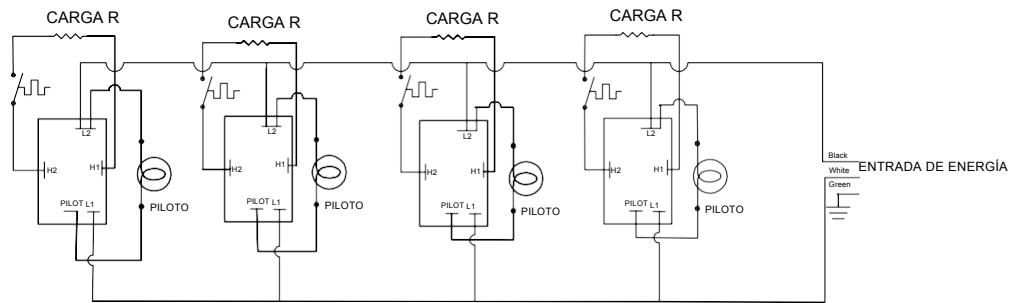 CARGA R
CARGA R
CARGA R
CARGA R
L2
L2
L2
L2
H2
H1
H2
H1
H2
H1
H2
H1
PILOT L1
PILOTO
PILOT L1
PILOTO
PILOT L1
PILOTO
PILOT L1
PILOTO
Black
White
Green
ENTRADA DE ENERGÍA